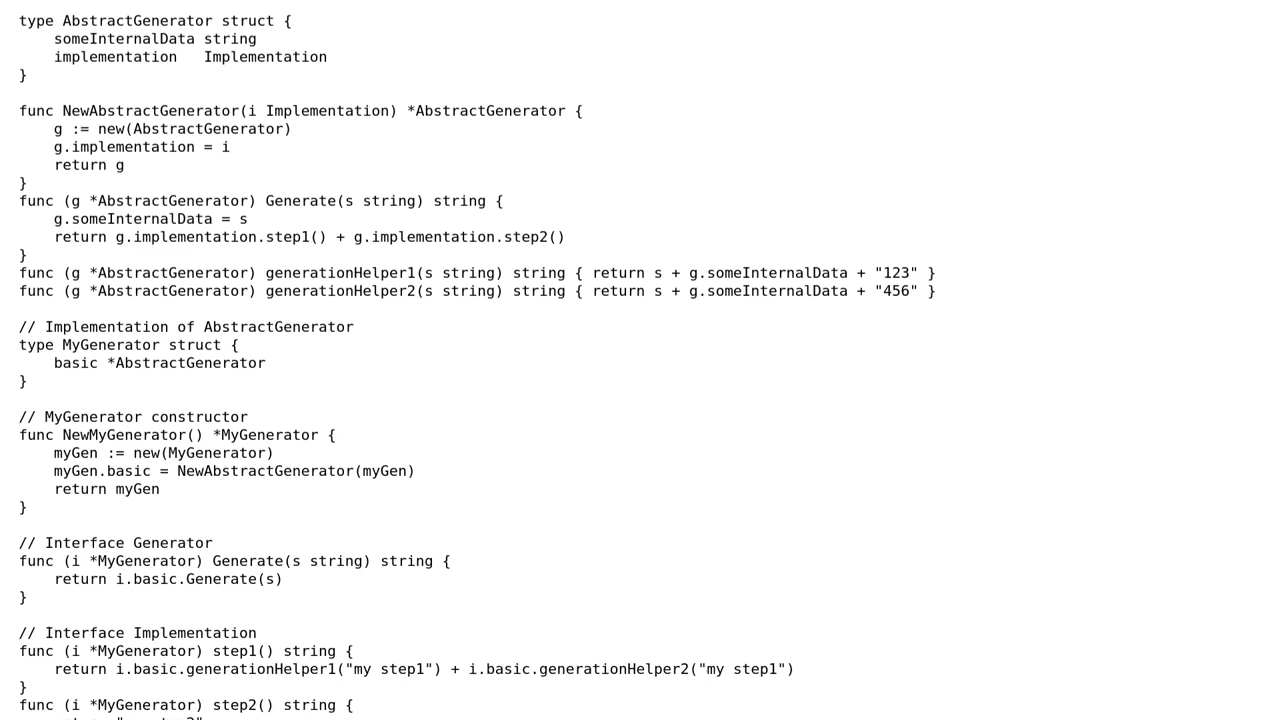 type AbstractGenerator struct {
    someInternalData string
    implementation   Implementation
}

func NewAbstractGenerator(i Implementation) *AbstractGenerator {
    g := new(AbstractGenerator)
    g.implementation = i
    return g
}
func (g *AbstractGenerator) Generate(s string) string {
    g.someInternalData = s
    return g.implementation.step1() + g.implementation.step2()
}
func (g *AbstractGenerator) generationHelper1(s string) string { return s + g.someInternalData + "123" }
func (g *AbstractGenerator) generationHelper2(s string) string { return s + g.someInternalData + "456" }

// Implementation of AbstractGenerator
type MyGenerator struct {
    basic *AbstractGenerator
}

// MyGenerator constructor
func NewMyGenerator() *MyGenerator {
    myGen := new(MyGenerator)
    myGen.basic = NewAbstractGenerator(myGen)
    return myGen
}

// Interface Generator
func (i *MyGenerator) Generate(s string) string {
    return i.basic.Generate(s)
}

// Interface Implementation
func (i *MyGenerator) step1() string {
    return i.basic.generationHelper1("my step1") + i.basic.generationHelper2("my step1")
}
func (i *MyGenerator) step2() string {